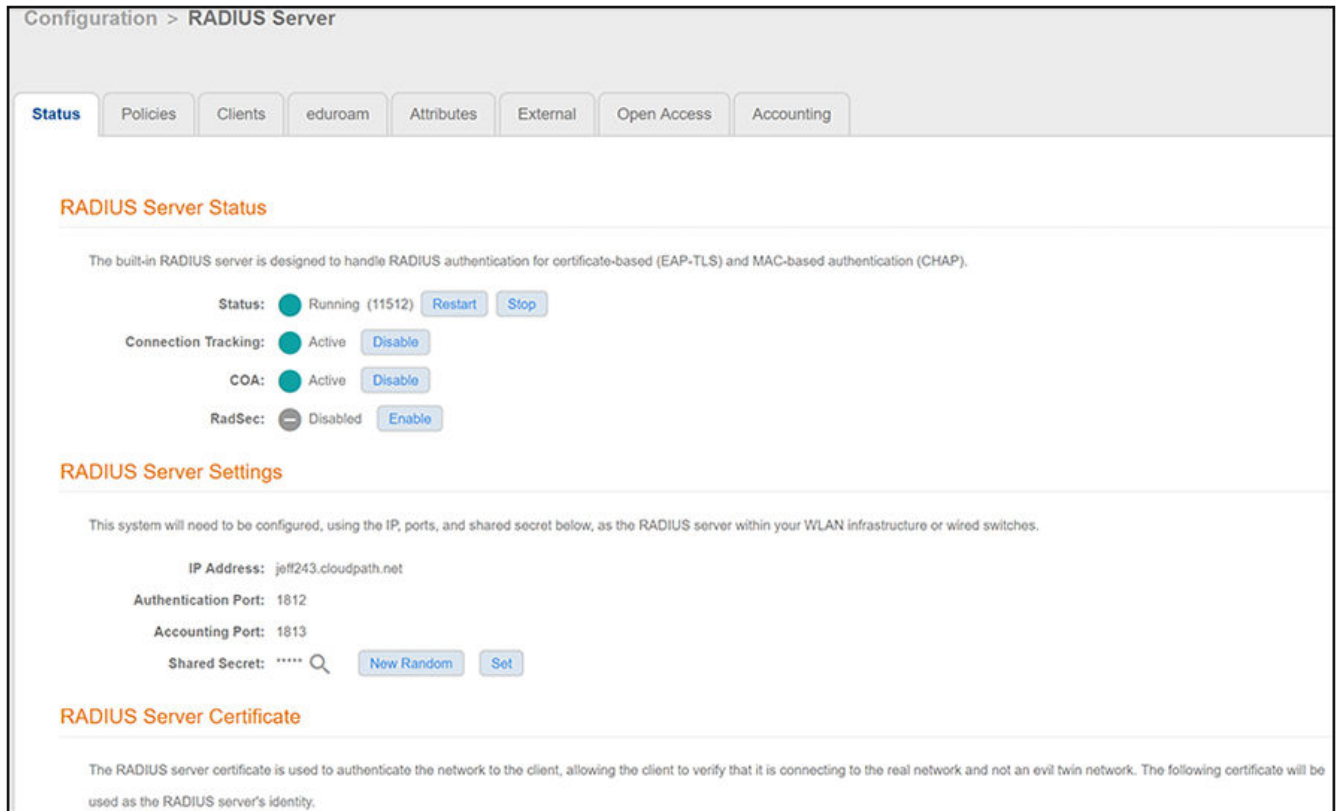 Configuration > RADIUS Server
Status Policies Clients eduroam Attributes External Open Access Accounting
RADIUS Server Status
The built-in RADIUS server is designed to handle RADIUS authentication for certificate-based (EAP-TLS) and MAC-based authentication (CHAP).
Status: Running (11512) Restart Stop
Connection Tracking: Active Disable
COA: Active Disable
RadSec: Disabled Enable
RADIUS Server Settings
This system will need to be configured, using the IP, ports, and shared secret below, as the RADIUS server within your WLAN infrastructure or wired switches.
IP Address: jeff243.cloudpath.net
Authentication Port: 1812
Accounting Port: 1813
Shared Secret: ***** New Random Set
RADIUS Server Certificate
The RADIUS server certificate is used to authenticate the network to the client, allowing the client to verify that it is connecting to the real network and not an evil twin network. The following certificate will be
used as the RADIUS server's identity.